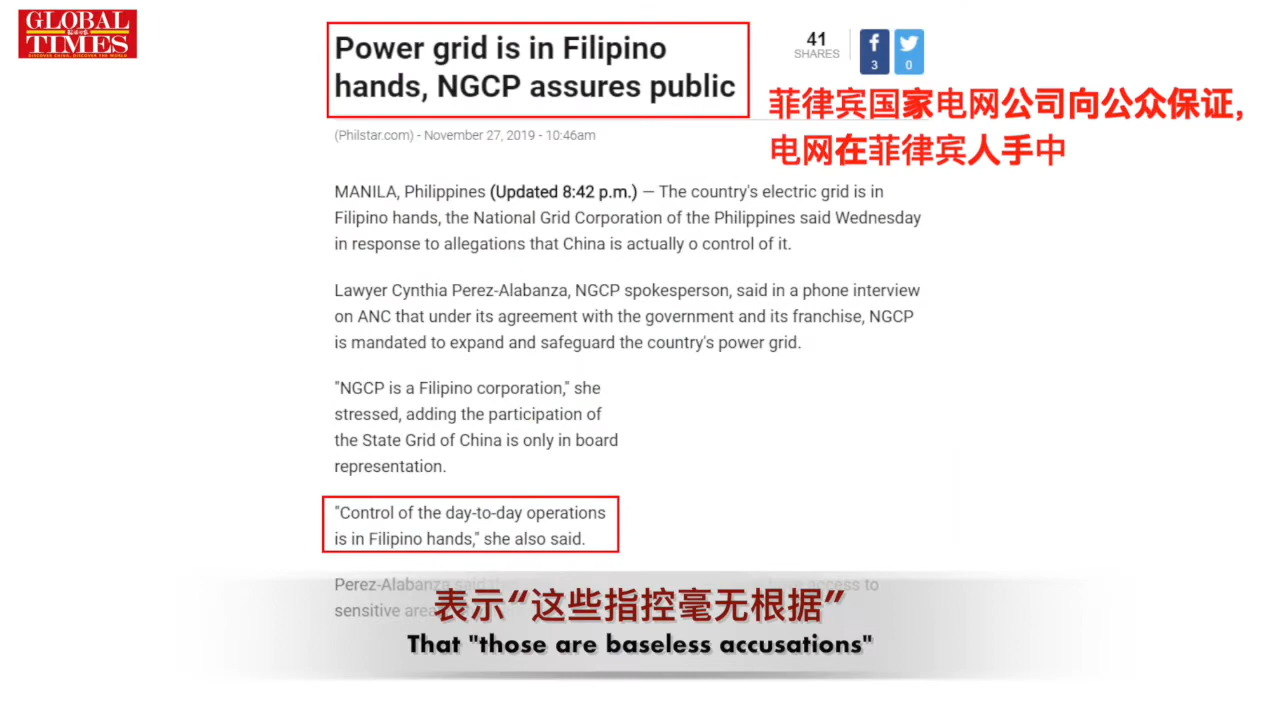 GLOBAL
TIMES
DISCOVER CHINA, DISCOVER THE WORLD
Power grid is in Filipino
hands, NGCP assures public
41
SHARES
3
0
菲律宾国家电网公司向公众保证,
电网在菲律宾人手中
(Philstar.com) - November 27, 2019 - 10:46am
MANILA, Philippines (Updated 8:42 p.m.) — The country's electric grid is in
Filipino hands, the National Grid Corporation of the Philippines said Wednesday
in response to allegations that China is actually o control of it.
Lawyer Cynthia Perez-Alabanza, NGCP spokesperson, said in a phone interview
on ANC that under its agreement with the government and its franchise, NGCP
is mandated to expand and safeguard the country's power grid.
"NGCP is a Filipino corporation," she
stressed, adding the participation of
the State Grid of China is only in board
representation.
"Control of the day-to-day operations
is in Filipino hands," she also said.
Perez-Alabanza said access to
sensitive
表示“这些指控毫无根据”
That "those are baseless accusations"